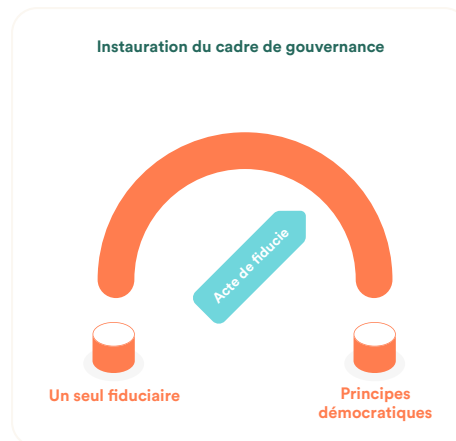 Instauration du cadre de gouvernance
Acte de fiducie
Un seul fiduciaire
Principes
démocratiques